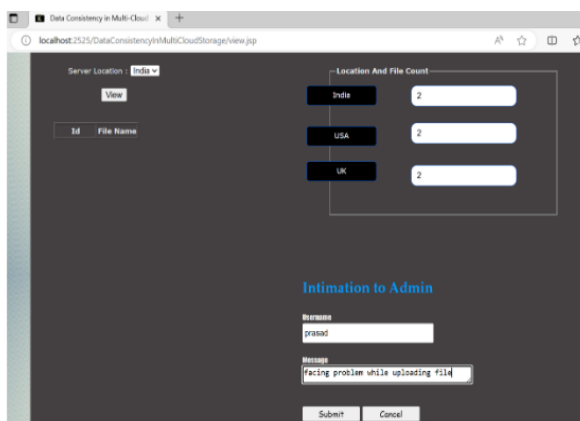 Data Consistency in Multi-Cloud
localhost:2525/DataConsistencyInMultiCloudStorage/view.jsp
Server Location : India
View
Id File Name
Location And File Count
India 2
USA 2
UK 2
Intimation to Admin
Username
prasad
Message
facing problem while uploading file
Submit Cancel